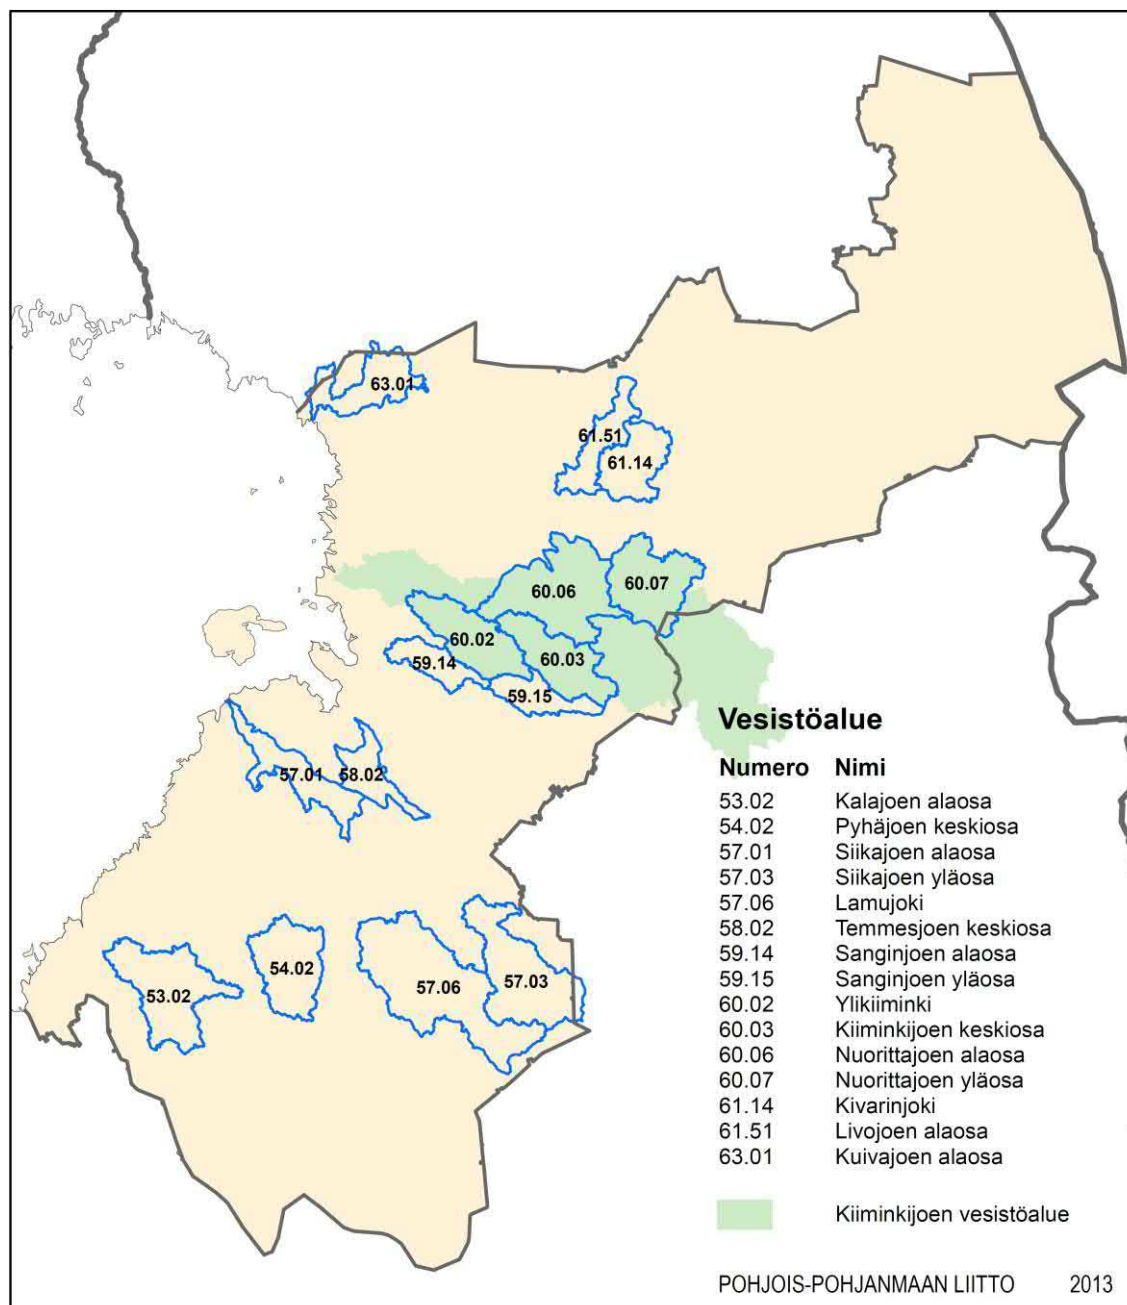 63.01
61.51
61.14
60.06
60.07
60.02
60.03
59.14
59.15
57.01
58.02
54.02
53.02
57.06
57.03
Vesistöalue
Numero Nimi
53.02 Kalajoen alaosa
54.02 Pyhäjoen keskiosa
57.01 Siikajoen alaosa
57.03 Siikajoen yläosa
57.06 Lamujoki
58.02 Temmesjoen keskiosa
59.14 Sanginjoen alaosa
59.15 Sanginjoen yläosa
60.02 Ylikiiminki
60.03 Kiiminkijoen keskiosa
60.06 Nuorittajoen alaosa
60.07 Nuorittajoen yläosa
61.14 Kivarinjoki
61.51 Livojoen alaosa
63.01 Kuivajoen alaosa
Kiiminkijoen vesistöalue
POHJOIS-POHJANMAAN LIITTO 2013